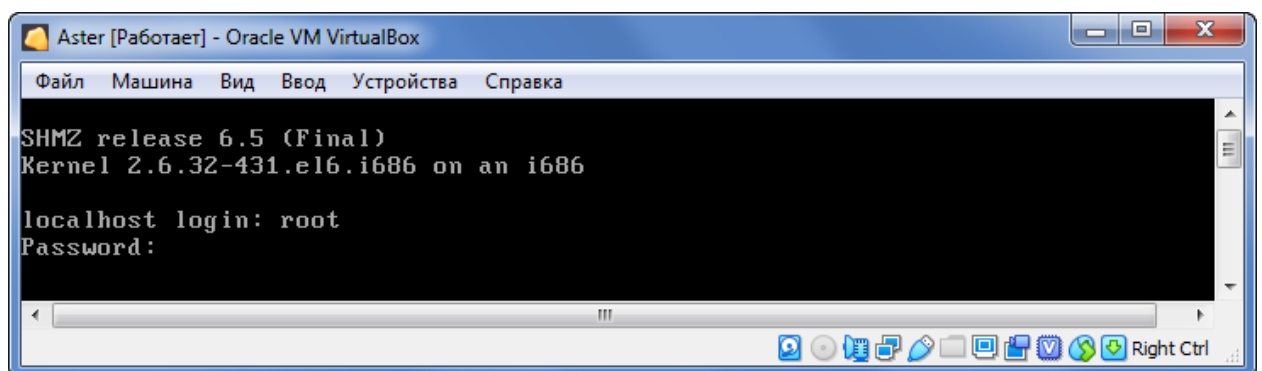 Aster [Работает] - Oracle VM VirtualBox
Файл Машина Вид Ввод Устройства Справка
SHMZ release 6.5 (Final)
Kernel 2.6.32-431.el6.i686 on an i686
localhost login: root
Password:
Right Ctrl